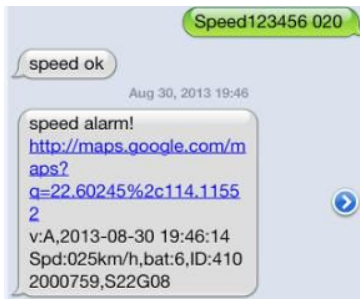 Speed123456 020
speed ok
Aug 30, 2013 19:46
speed alarm!
http://maps.google.com/m
aps?
q=22.60245%2c114.1155
2
v:A,2013-08-30 19:46:14
Spd:025km/h,bat:6,ID:410
2000759,S22G08